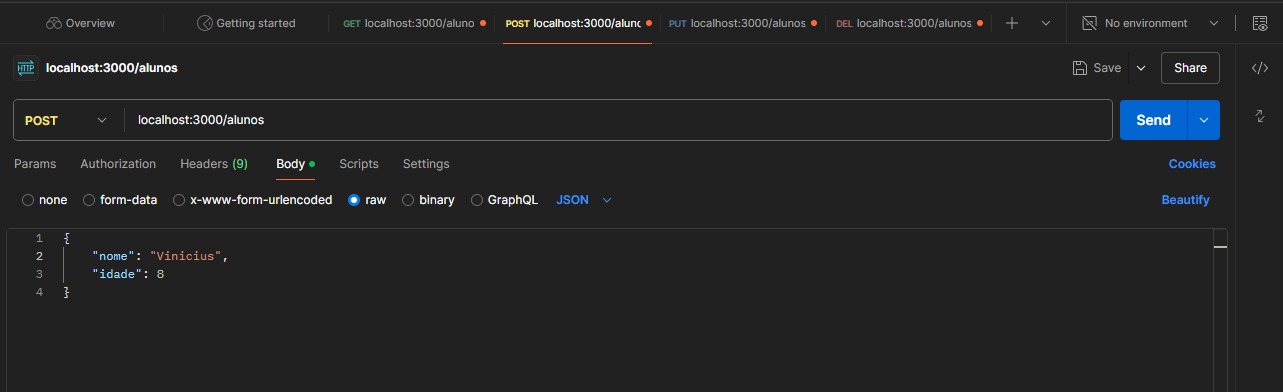 Overview Getting started GET localhost:3000/aluno POST localhost:3000/alunc PUT localhost:3000/alunos DEL localhost:3000/alunos No environment
HTTP localhost:3000/alunos Save Share
POST localhost:3000/alunos Send
Params Authorization Headers (9) Body Scripts Settings Cookies
none form-data x-www-form-urlencoded raw binary GraphQL JSON Beautify
1 {
2 "nome": "Vinicius",
3 "idade": 8
4 }